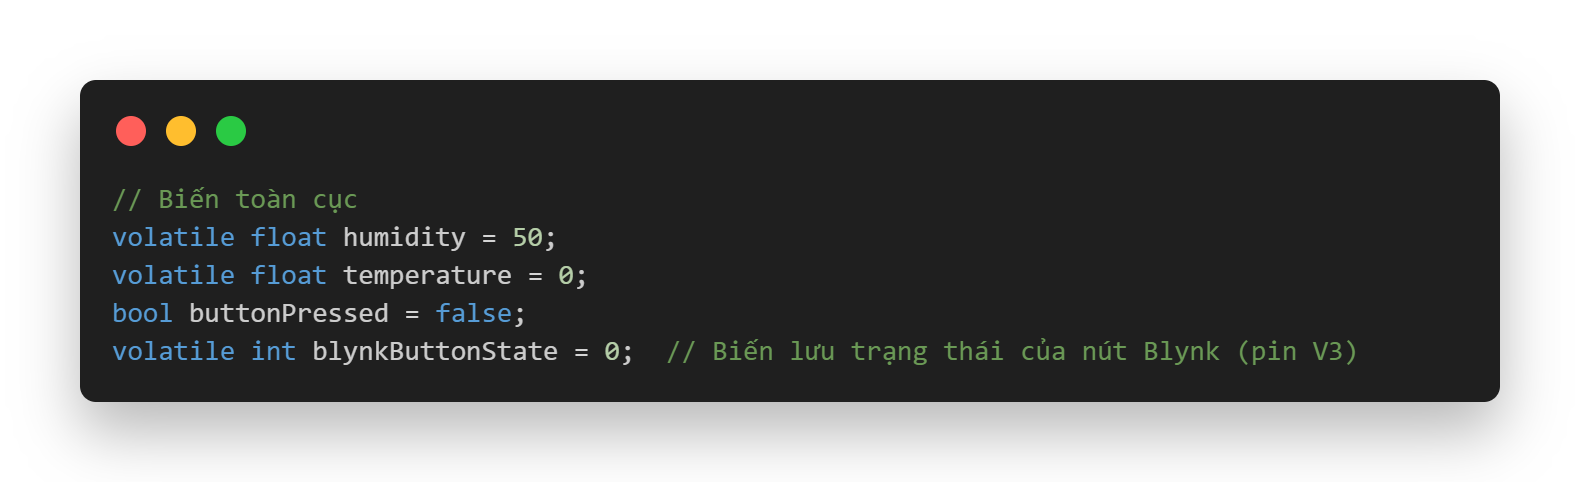 // Biến toàn cục
volatile float humidity = 50;
volatile float temperature = 0;
bool buttonPressed = false;
volatile int blynkButtonState = 0;  // Biến lưu trạng thái của nút Blynk (pin V3)